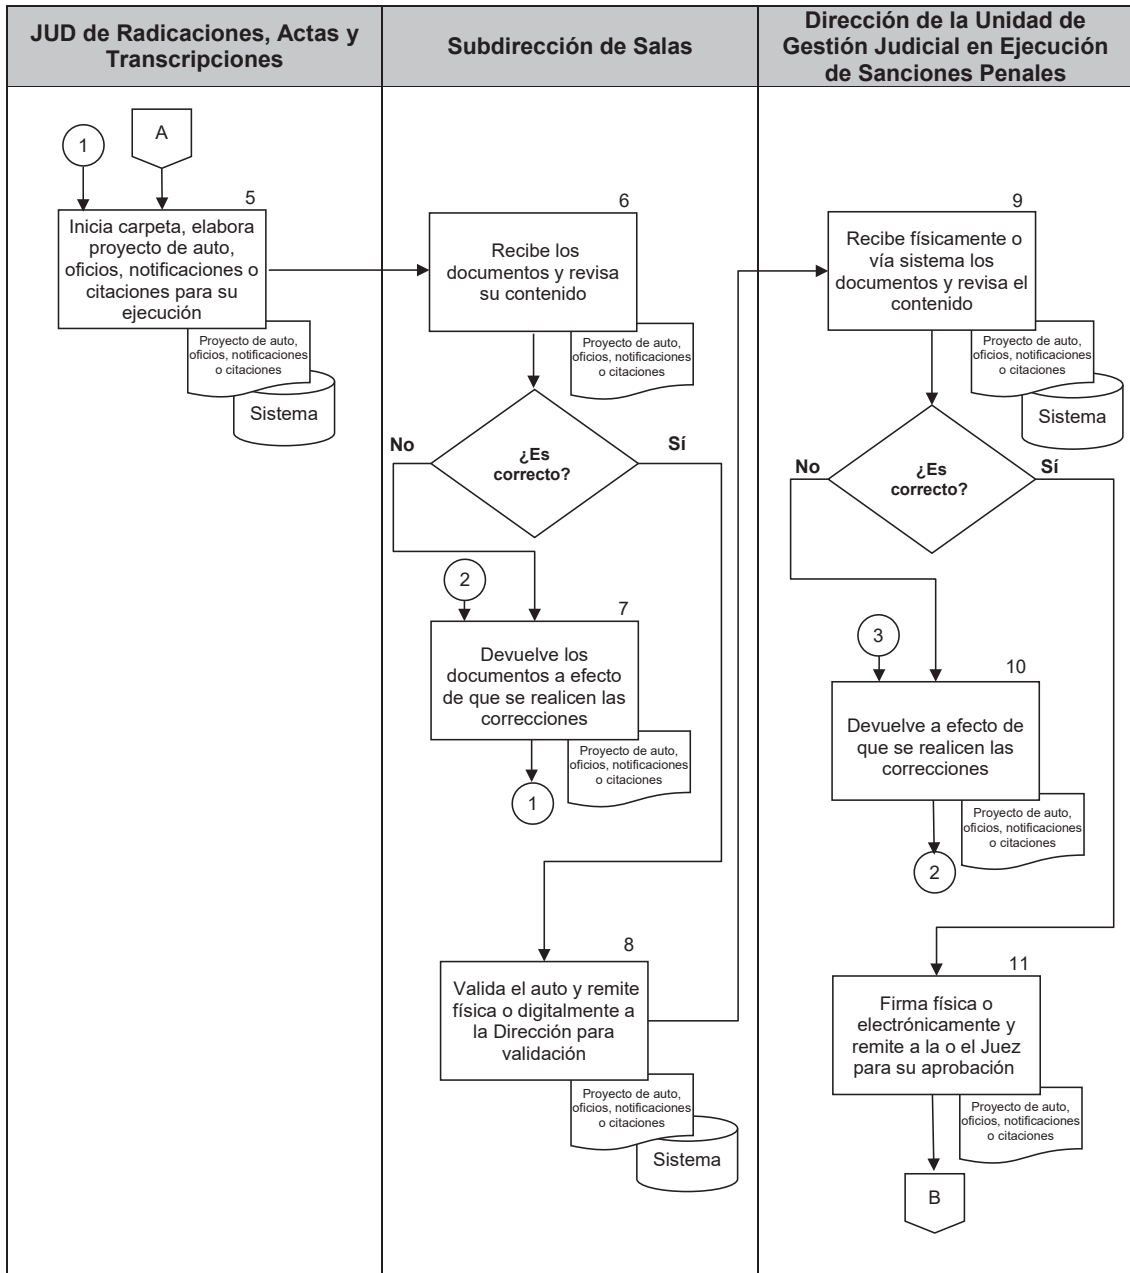 JUD de Radicaciones, Actas y
Transcripciones
Subdirección de Salas
Dirección de la Unidad de
Gestión Judicial en Ejecución
de Sanciones Penales
1
A
5
Inicia carpeta, elabora
proyecto de auto,
oficios, notificaciones o
citaciones para su
ejecución
Proyecto de auto,
oficios, notificaciones
o citaciones
Sistema
6
Recibe los
documentos y revisa
su contenido
Proyecto de auto,
oficios, notificaciones
o citaciones
No
¿Es
correcto?
Sí
2
7
Devuelve los
documentos a efecto
de que se realicen las
correcciones
Proyecto de auto,
oficios, notificaciones
o citaciones
1
8
Valida el auto y remite
física o digitalmente a
la Dirección para
validación
Proyecto de auto,
oficios, notificaciones
o citaciones
Sistema
9
Recibe físicamente o
vía sistema los
documentos y revisa el
contenido
Proyecto de auto,
oficios, notificaciones
o citaciones
Sistema
No
¿Es
correcto?
Sí
3
10
Devuelve a efecto de
que se realicen las
correcciones
Proyecto de auto,
oficios, notificaciones
o citaciones
2
11
Firma física o
electrónicamente y
remite a la o el Juez
para su aprobación
Proyecto de auto,
oficios, notificaciones
o citaciones
B